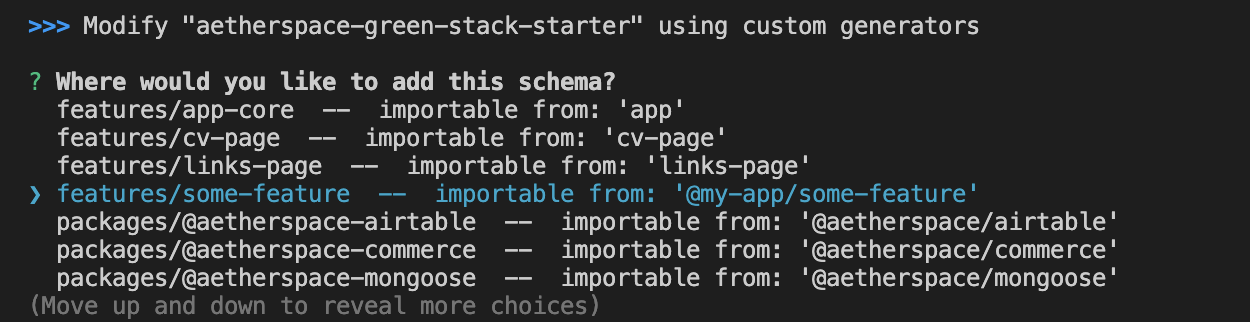 >>> Modify "aetherspace-green-stack-starter" using custom generators
? Where would you like to add this schema?
features/app-core -- importable from: 'app'
features/cv-page -- importable from: 'cv-page'
features/links-page -- importable from: 'links-page'
❯ features/some-feature -- importable from: '@my-app/some-feature'
packages/@aetherspace-airtable -- importable from: '@aetherspace/airtable'
packages/@aetherspace-commerce -- importable from: '@aetherspace/commerce'
packages/@aetherspace-mongoose -- importable from: '@aetherspace/mongoose'
(Move up and down to reveal more choices)